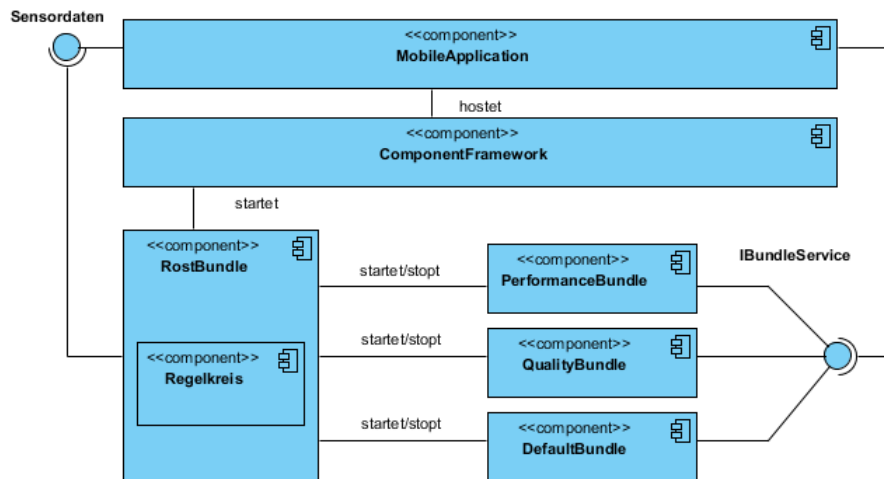 Sensordaten
<<component>>
MobileApplication
hostet
<<component>>
ComponentFramework
startet
<<component>>
RostBundle
<<component>>
Regelkreis
startet/stopt
startet/stopt
startet/stopt
<<component>>
PerformanceBundle
<<component>>
QualityBundle
<<component>>
DefaultBundle
IBundleService